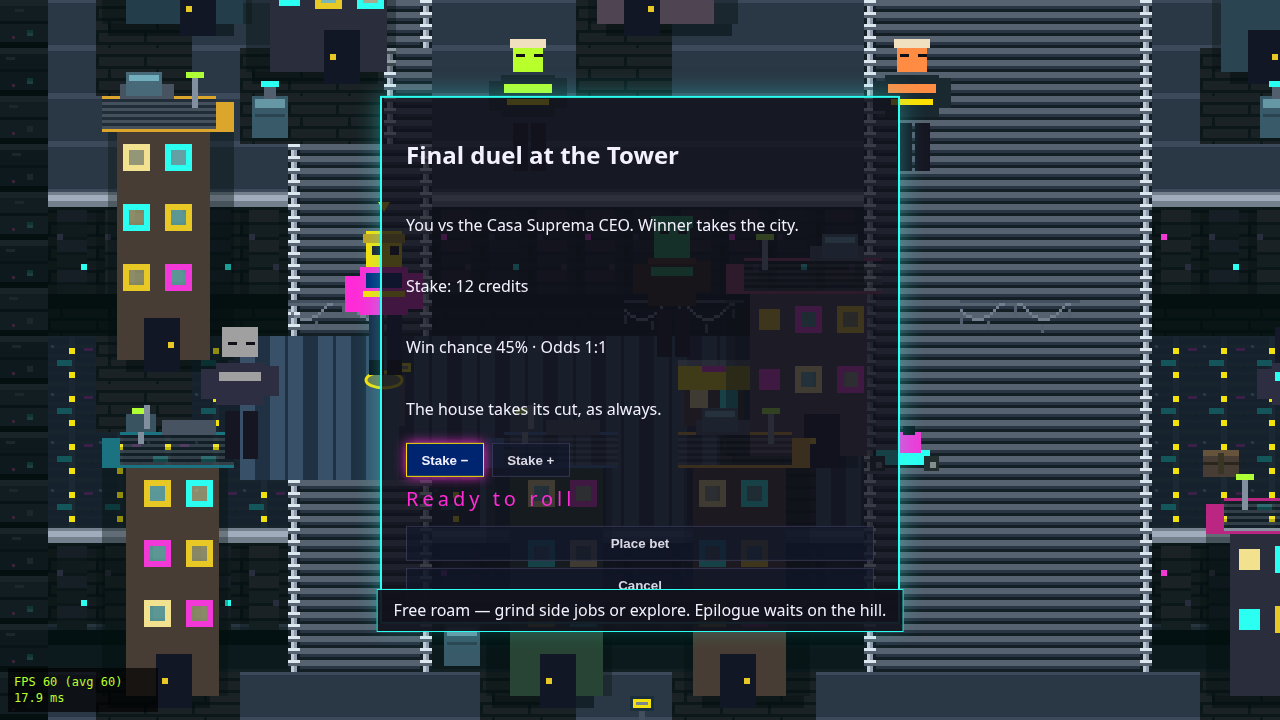 Final duel at the Tower
You vs the Casa Suprema CEO. Winner takes the city.
Stake: 12 credits
Win chance 45% · Odds 1:1
The house takes its cut, as always.
Stake −
Stake +
Ready to roll
Place bet
Cancel
Free roam — grind side jobs or explore. Epilogue waits on the hill.
FPS 60 (avg 60)
17.9 ms